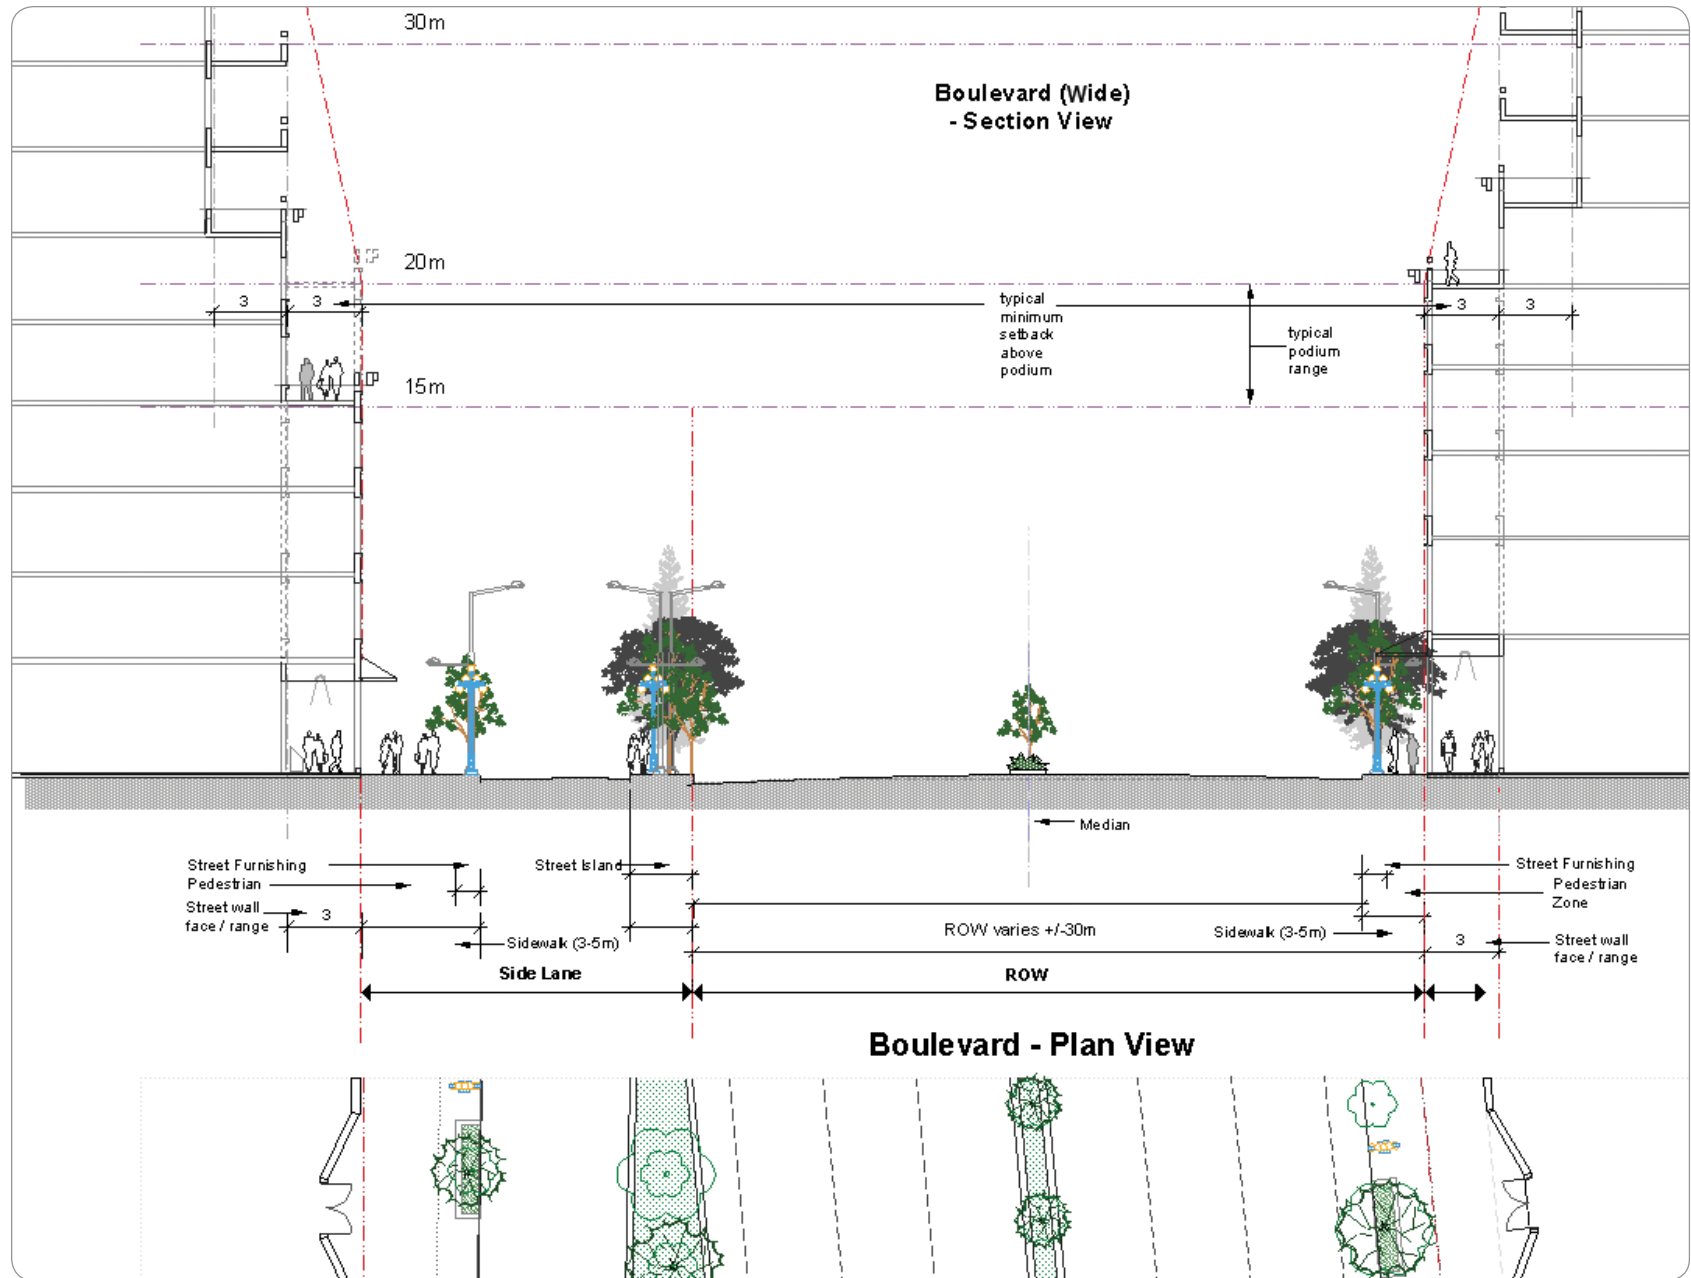 30m
Boulevard (Wide)
- Section View
20m
3
3
typical
minimum
setback
above
podium
typical
podium
range
3
3
15m
Median
Street Furnishing
Pedestrian
Street wall
face / range
3
Sidewalk (3-5m)
Street Island
ROW varies +/-30m
Sidewalk (3-5m)
Street Furnishing
Pedestrian
Zone
3
Street wall
face / range
Side Lane
ROW
Boulevard - Plan View